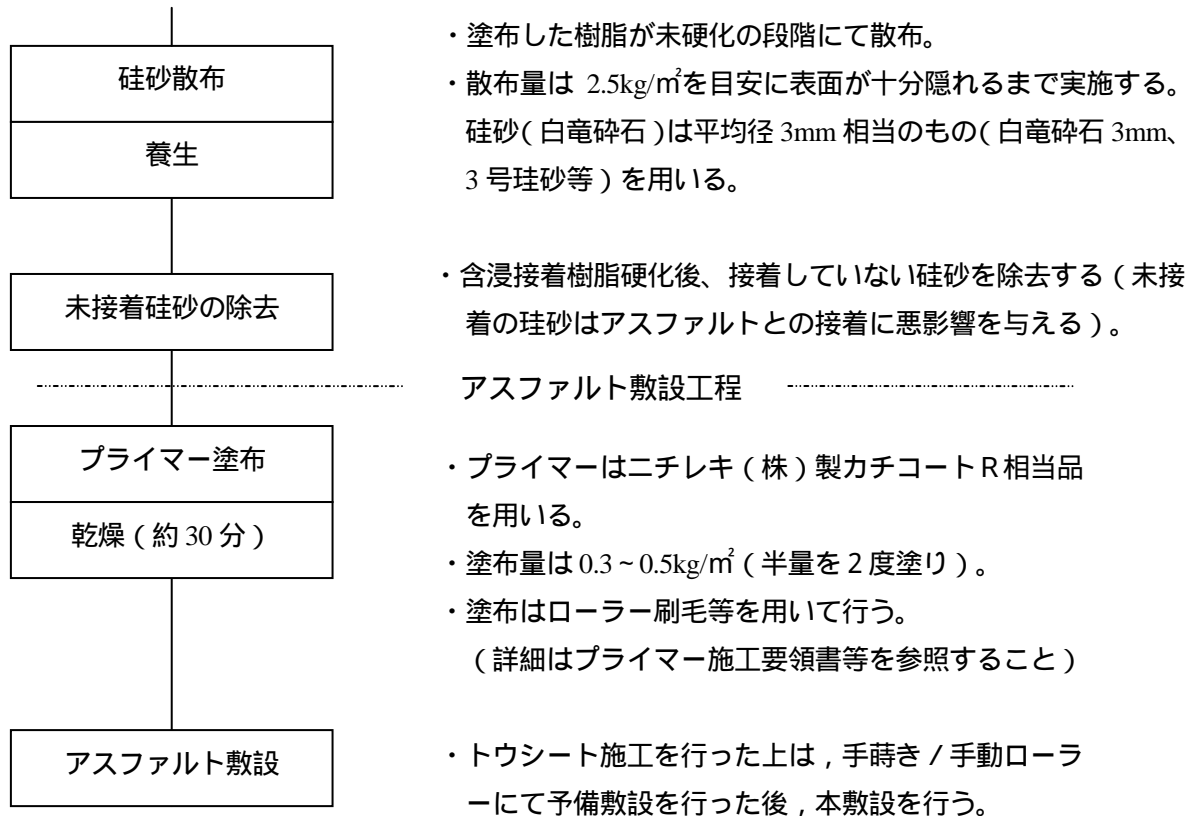 ・塗布した樹脂が未硬化の段階にて散布。
硅砂散布
・散布量は 2.5kg/㎡を目安に表面が十分隠れるまで実施する。
硅砂(白竜砕石)は平均径 3mm 相当のもの(白竜砕石 3mm、
養生
3 号珪砂等)を用いる。
・含浸接着樹脂硬化後、接着していない硅砂を除去する(未接
未接着硅砂の除去
着の珪砂はアスファルトとの接着に悪影響を与える)。
アスファルト敷設工程
プライマー塗布
・プライマーはニチレキ(株)製カチコートR相当品
を用いる。
乾燥(約 30 分)
・塗布量は 0.3~0.5kg/㎡(半量を2度塗り)。
・塗布はローラー刷毛等を用いて行う。
(詳細はプライマー施工要領書等を参照すること)
アスファルト敷設
・トウシート施工を行った上は,手蒔き/手動ローラ
ーにて予備敷設を行った後,本敷設を行う。